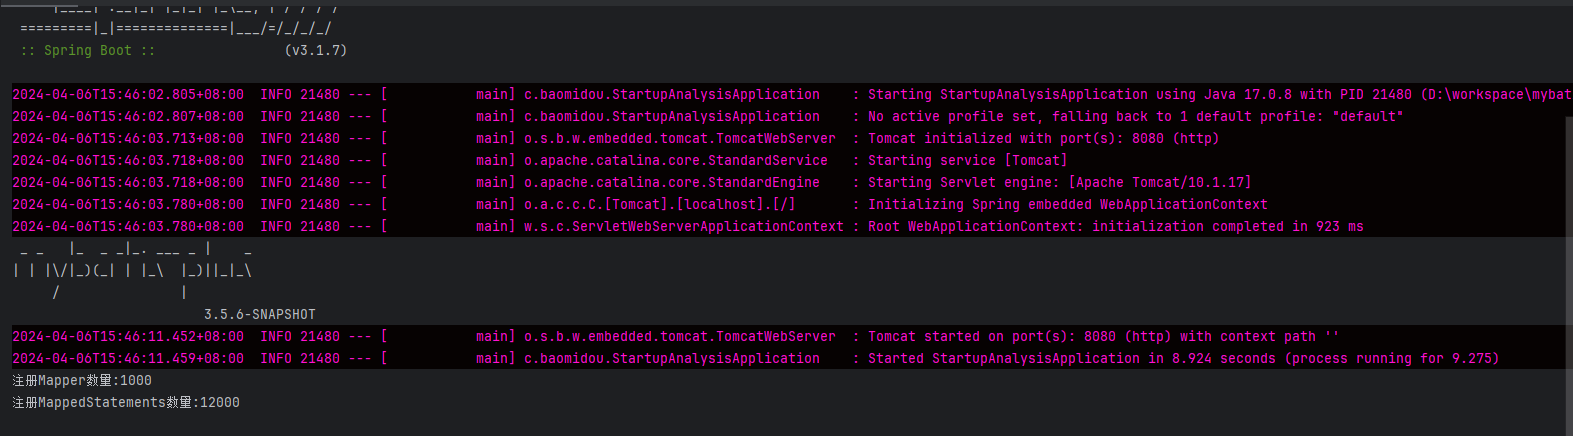 =========|_|==============|___/=/_/_/_/
:: Spring Boot ::                (v3.1.7)
2024-04-06T15:46:02.805+08:00  INFO 21480 --- [           main] c.baomidou.StartupAnalysisApplication    : Starting StartupAnalysisApplication using Java 17.0.8 with PID 21480 (D:\workspace\mybat
2024-04-06T15:46:02.807+08:00  INFO 21480 --- [           main] c.baomidou.StartupAnalysisApplication    : No active profile set, falling back to 1 default profile: "default"
2024-04-06T15:46:03.713+08:00  INFO 21480 --- [           main] o.s.b.w.embedded.tomcat.TomcatWebServer  : Tomcat initialized with port(s): 8080 (http)
2024-04-06T15:46:03.718+08:00  INFO 21480 --- [           main] o.apache.catalina.core.StandardService   : Starting service [Tomcat]
2024-04-06T15:46:03.718+08:00  INFO 21480 --- [           main] o.apache.catalina.core.StandardEngine    : Starting Servlet engine: [Apache Tomcat/10.1.17]
2024-04-06T15:46:03.780+08:00  INFO 21480 --- [           main] o.a.c.c.C.[Tomcat].[localhost].[/]       : Initializing Spring embedded WebApplicationContext
2024-04-06T15:46:03.780+08:00  INFO 21480 --- [           main] w.s.c.ServletWebServerApplicationContext : Root WebApplicationContext: initialization completed in 923 ms
 _ _   |_  _ _|_. ___ _ |    _
| | |\/|_)(_| | |_\  |_)||_|_\
     /               |
                        3.5.6-SNAPSHOT
2024-04-06T15:46:11.452+08:00  INFO 21480 --- [           main] o.s.b.w.embedded.tomcat.TomcatWebServer  : Tomcat started on port(s): 8080 (http) with context path ''
2024-04-06T15:46:11.459+08:00  INFO 21480 --- [           main] c.baomidou.StartupAnalysisApplication    : Started StartupAnalysisApplication in 8.924 seconds (process running for 9.275)
注册Mapper数量:1000
注册MappedStatements数量:12000